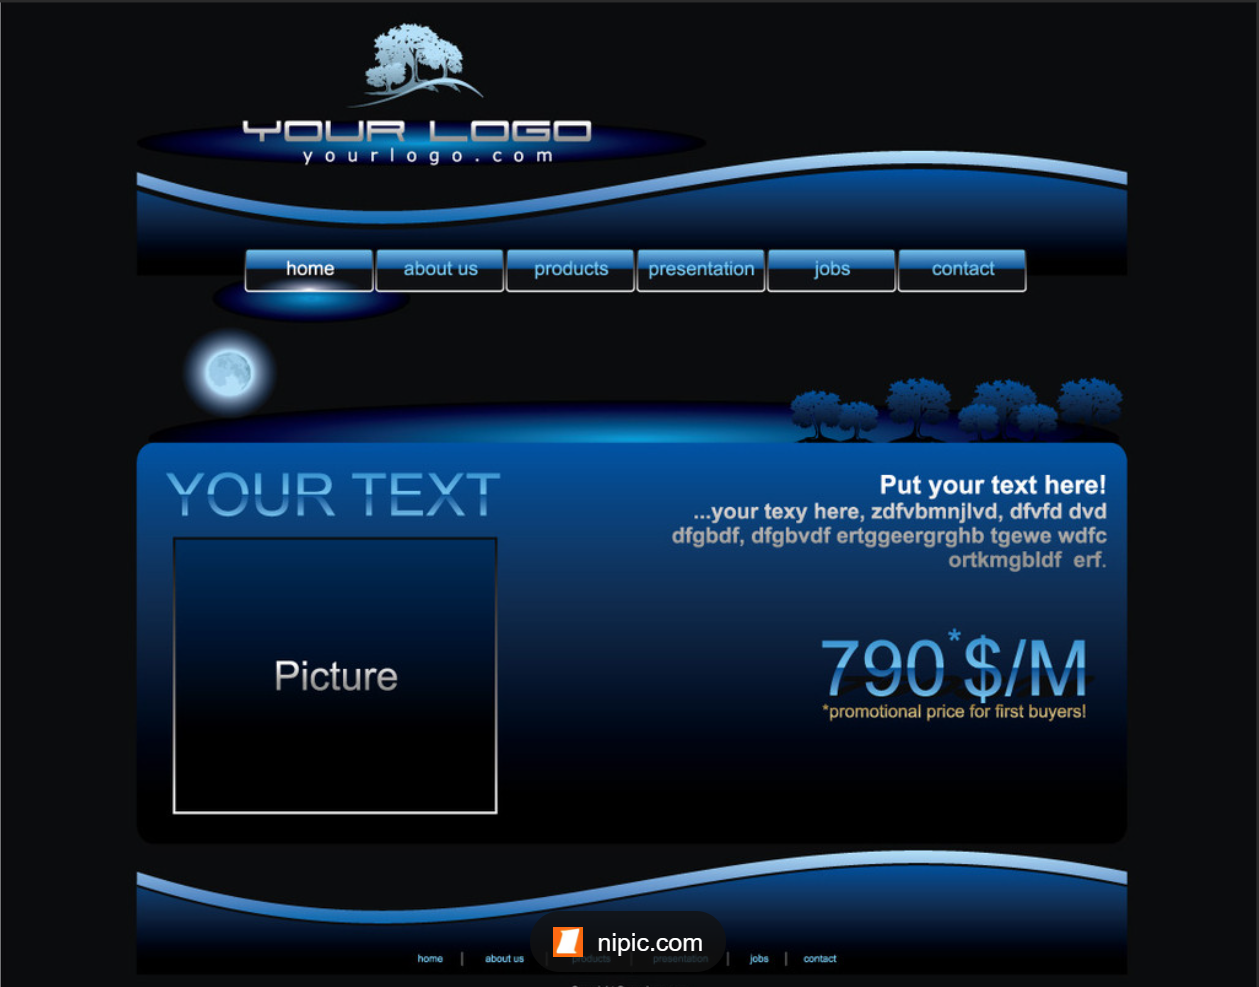 YOUR LOGO
yourlogo.com
home about us products presentation jobs contact
YOUR TEXT
Put your text here!
...your texy here, zdfvbmnjlvd, dfvfd dvd
dfgbdf, dfgbvdf ertggeergrghb tgewe wdfc
ortkmgbldf erf.
Picture
790*$/M
*promotional price for first buyers!
nipic.com
home | about us | products | presentation | jobs | contact